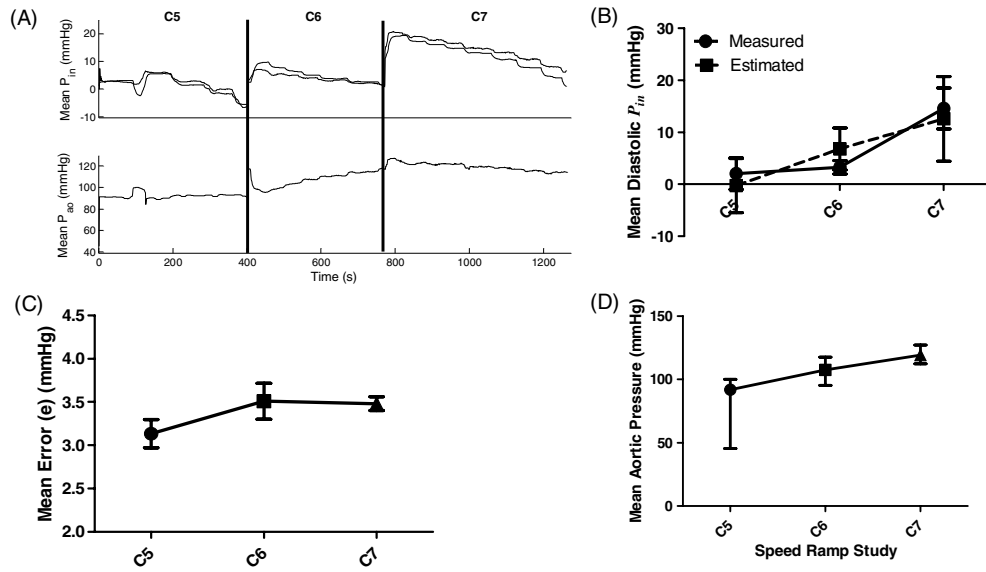 (A)
C5 C6 C7
Mean P_in (mmHg)
20
10
0
-10
Mean P_ao (mmHg)
120
100
80
60
40
0 200 400 600 800 1000 1200
Time (s)
(B)
Measured
Estimated
Mean Diastolic P_in (mmHg)
30
20
10
0
-10
C5 C6 C7
(C)
Mean Error (e) (mmHg)
4.5
4.0
3.5
3.0
2.5
2.0
C5 C6 C7
(D)
Mean Aortic Pressure (mmHg)
150
100
50
0
C5 C6 C7
Speed Ramp Study